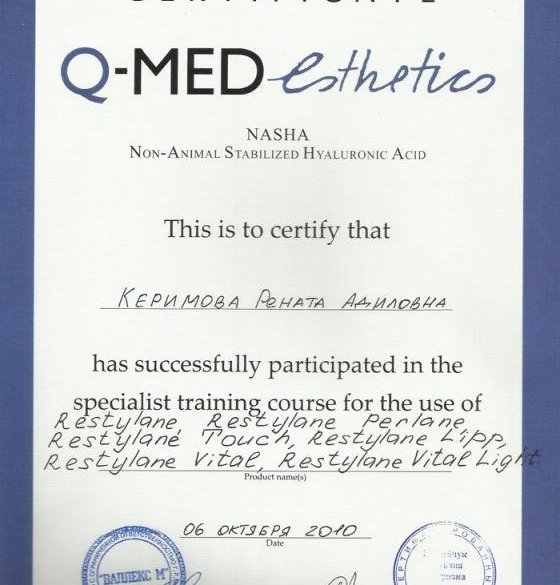 CERTIFICATE
Q-MED esthetics
NASHA
NON-ANIMAL STABILIZED HYALURONIC ACID
This is to certify that
КЕРИМОВА РЕНАТА АДИЛОВНА
has successfully participated in the
specialist training course for the use of
Restylane, Restylane Perlane,
Restylane Touch, Restylane Lipp,
Restylane Vital, Restylane Vital Light
Product name(s)
06 ОКТЯБРЯ 2010
Date
"ВАЛЛЕКС М"